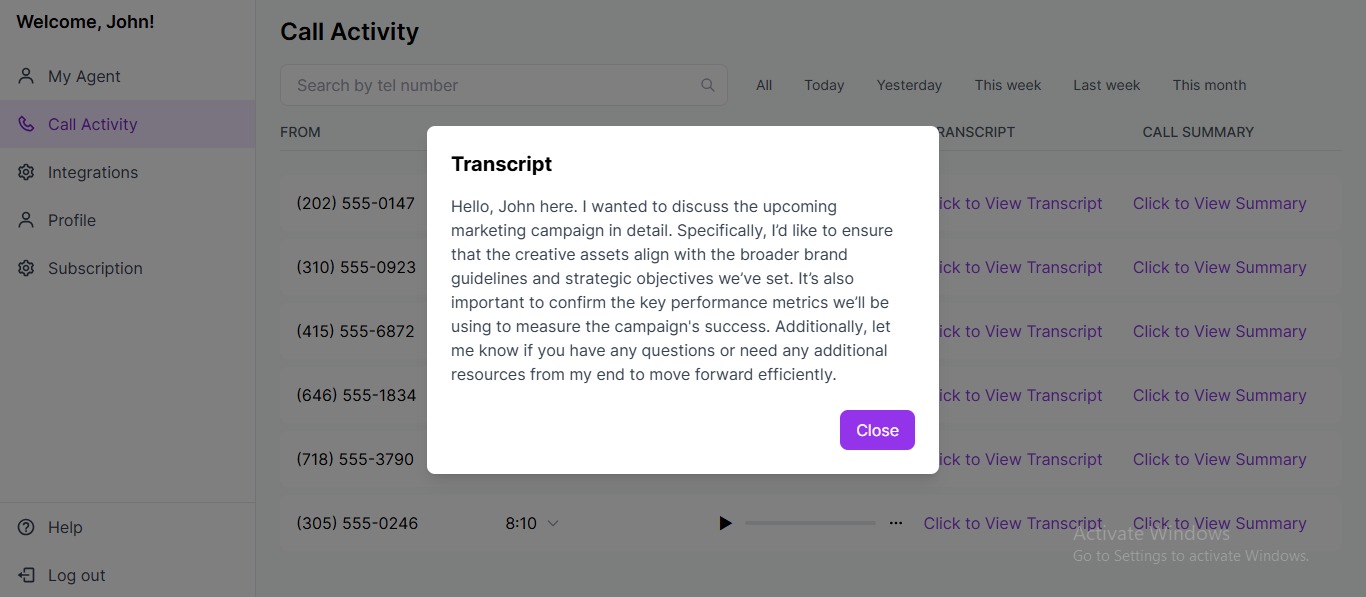 Welcome, John!
My Agent
Call Activity
Integrations
Profile
Subscription
Help
Log out
Call Activity
Search by tel number
All Today Yesterday This week Last week This month
FROM CALL SUMMARY
Transcript
Hello, John here. I wanted to discuss the upcoming
marketing campaign in detail. Specifically, I’d like to ensure
that the creative assets align with the broader brand
guidelines and strategic objectives we’ve set. It’s also
important to confirm the key performance metrics we’ll be
using to measure the campaign's success. Additionally, let
me know if you have any questions or need any additional
resources from my end to move forward efficiently.
Close
(202) 555-0147 to View Transcript Click to View Summary
(310) 555-0923 to View Transcript Click to View Summary
(415) 555-6872 to View Transcript Click to View Summary
(646) 555-1834 to View Transcript Click to View Summary
(718) 555-3790 to View Transcript Click to View Summary
(305) 555-0246 8:10 ... Click to View Transcript Click to View Summary
Activate Windows
Go to Settings to activate Windows.